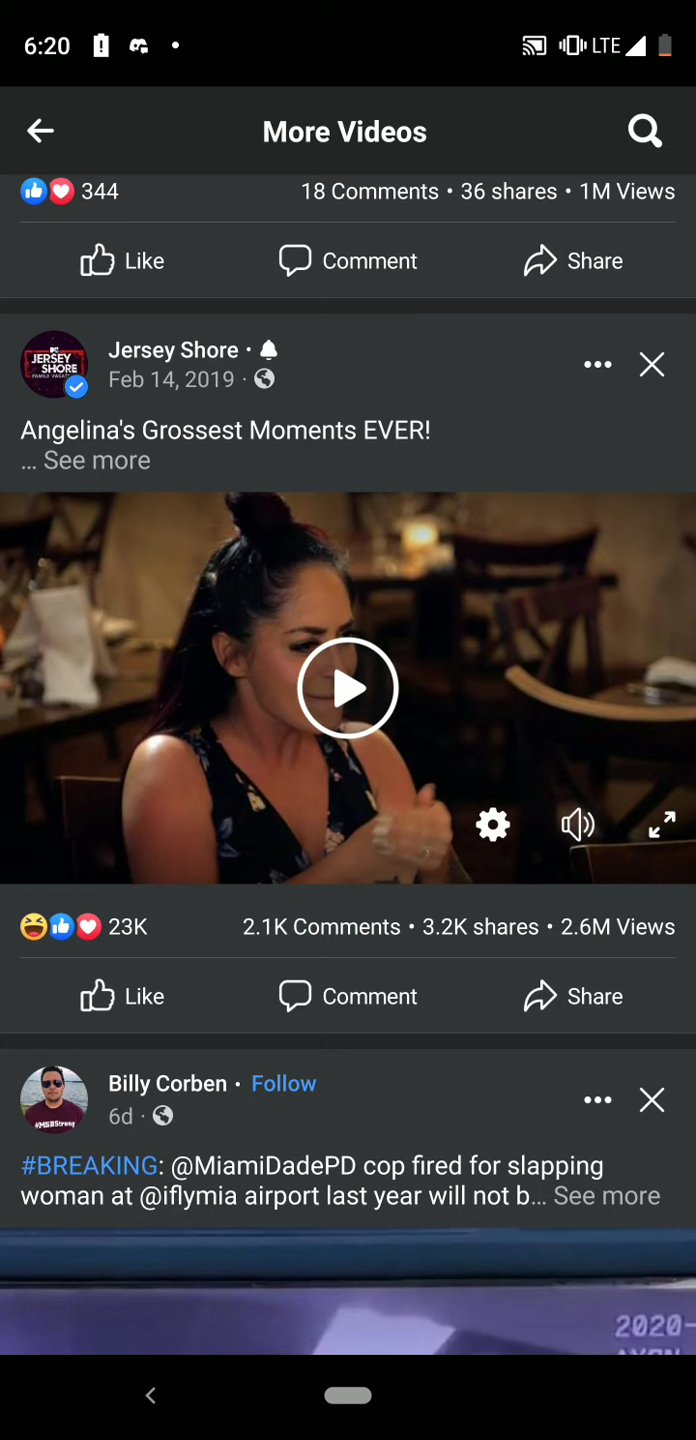 6:20 LTE
More Videos
344 18 Comments • 36 shares • 1M Views
Like Comment Share
JERSEY
SHORE
Jersey Shore •
Feb 14, 2019 •
Angelina's Grossest Moments EVER!
... See more
23K 2.1K Comments • 3.2K shares • 2.6M Views
Like Comment Share
#MSDStrong
Billy Corben • Follow
6d •
#BREAKING: @MiamiDadePD cop fired for slapping
woman at @iflymia airport last year will not b... See more
2020-